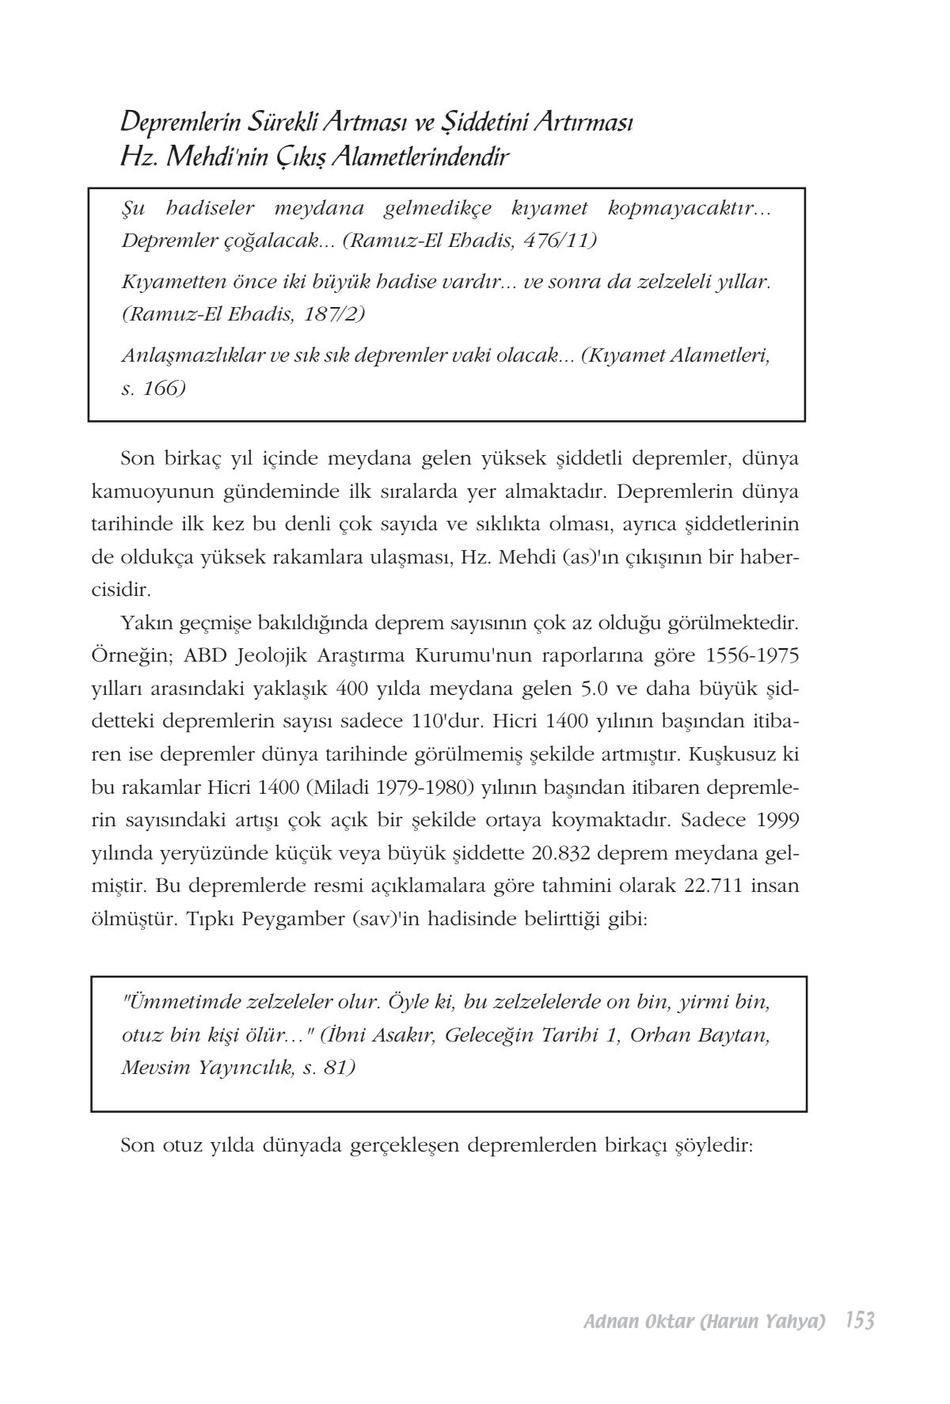 Depremlerin Sürekli Artması ve Şiddetini Artırması
Hz. Mehdi'nin Çıkış Alametlerindendir
Şu hadiseler meydana gelmedikçe kıyamet kopmayacaktır...
Depremler çoğalacak... (Ramuz-El Ehadis, 476/11)
Kıyametten önce iki büyük hadise vardır... ve sonra da zelzeleli yıllar.
(Ramuz-El Ehadis, 187/2)
Anlaşmazlıklar ve sık sık depremler vaki olacak... (Kıyamet Alametleri,
s. 166)
Son birkaç yıl içinde meydana gelen yüksek şiddetli depremler, dünya
kamuoyunun gündeminde ilk sıralarda yer almaktadır. Depremlerin dünya
tarihinde ilk kez bu denli çok sayıda ve sıklıkta olması, ayrıca şiddetlerinin
de oldukça yüksek rakamlara ulaşması, Hz. Mehdi (as)'ın çıkışının bir haber-
cisidir.
Yakın geçmişe bakıldığında deprem sayısının çok az olduğu görülmektedir.
Örneğin; ABD Jeolojik Araştırma Kurumu'nun raporlarına göre 1556-1975
yılları arasındaki yaklaşık 400 yılda meydana gelen 5.0 ve daha büyük şid-
detteki depremlerin sayısı sadece 110'dur. Hicri 1400 yılının başından itiba-
ren ise depremler dünya tarihinde görülmemiş şekilde artmıştır. Kuşkusuz ki
bu rakamlar Hicri 1400 (Miladi 1979-1980) yılının başından itibaren depremle-
rin sayısındaki artışı çok açık bir şekilde ortaya koymaktadır. Sadece 1999
yılında yeryüzünde küçük veya büyük şiddette 20.832 deprem meydana gel-
miştir. Bu depremlerde resmi açıklamalara göre tahmini olarak 22.711 insan
ölmüştür. Tıpkı Peygamber (sav)'in hadisinde belirttiği gibi:
"Ümmetimde zelzeleler olur. Öyle ki, bu zelzelelerde on bin, yirmi bin,
otuz bin kişi ölür..." (İbni Asakır, Geleceğin Tarihi 1, Orhan Baytan,
Mevsim Yayıncılık, s. 81)
Son otuz yılda dünyada gerçekleşen depremlerden birkaçı şöyledir:
Adnan Oktar (Harun Yahya) 153